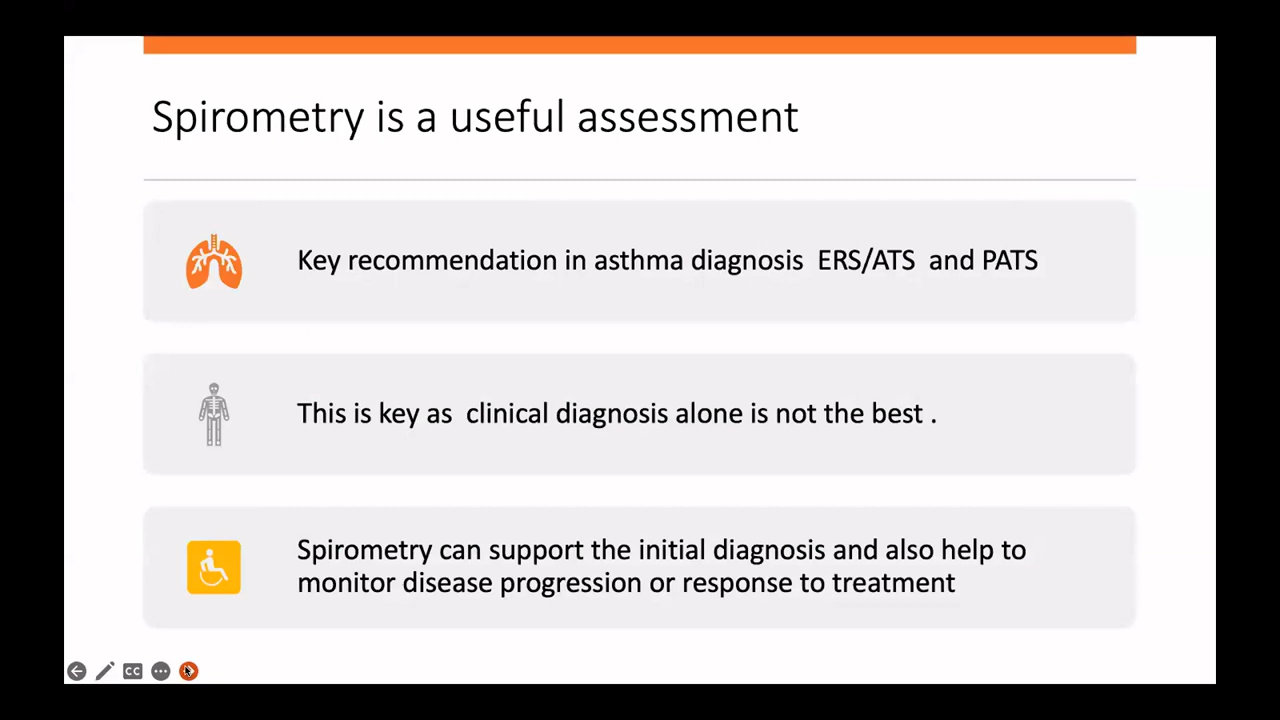 Spirometry is a useful assessment
Key recommendation in asthma diagnosis ERS/ATS and PATS
This is key as clinical diagnosis alone is not the best .
Spirometry can support the initial diagnosis and also help to
monitor disease progression or response to treatment
CC